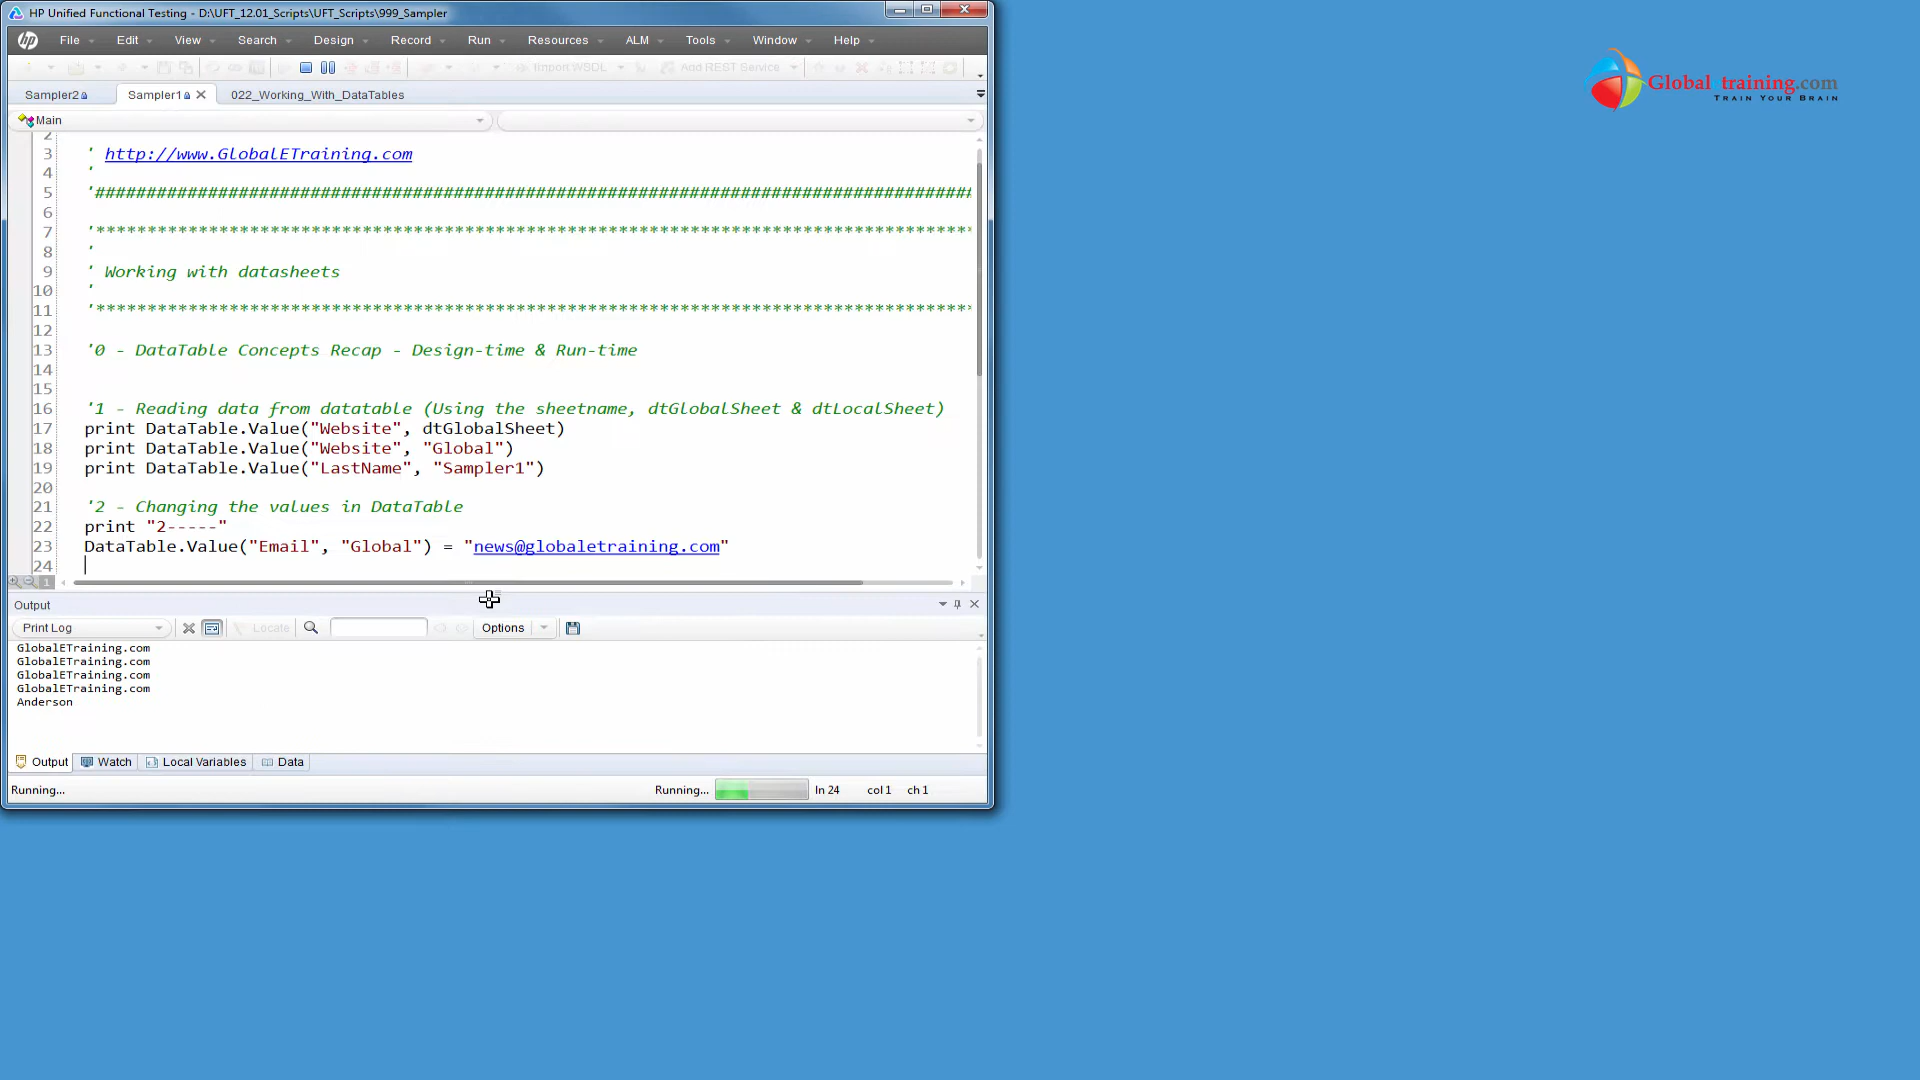 HP Unified Functional Testing - D:\UFT_12.01_Scripts\UFT_Scripts\999_Sampler
hp File Edit View Search Design Record Run Resources ALM Tools Window Help
Import WSDL Add REST Service
Sampler2 Sampler1 022_Working_With_DataTables
Main
2
3 ' http://www.GlobalETraining.com
4 '
5 '######################################################################################
6
7 '**************************************************************************************
8 '
9 ' Working with datasheets
10 '
11 '**************************************************************************************
12
13 '0 - DataTable Concepts Recap - Design-time & Run-time
14
15
16 '1 - Reading data from datatable (Using the sheetname, dtGlobalSheet & dtLocalSheet)
17 print DataTable.Value("Website", dtGlobalSheet)
18 print DataTable.Value("Website", "Global")
19 print DataTable.Value("LastName", "Sampler1")
20
21 '2 - Changing the values in DataTable
22 print "2-----"
23 DataTable.Value("Email", "Global") = "news@globaletraining.com"
24
1
Output
Print Log Locate Options
GlobalETraining.com
GlobalETraining.com
GlobalETraining.com
GlobalETraining.com
Anderson
Output Watch Local Variables Data
Running... Running... ln 24 col 1 ch 1
Globaletraining.com
TRAIN YOUR BRAIN